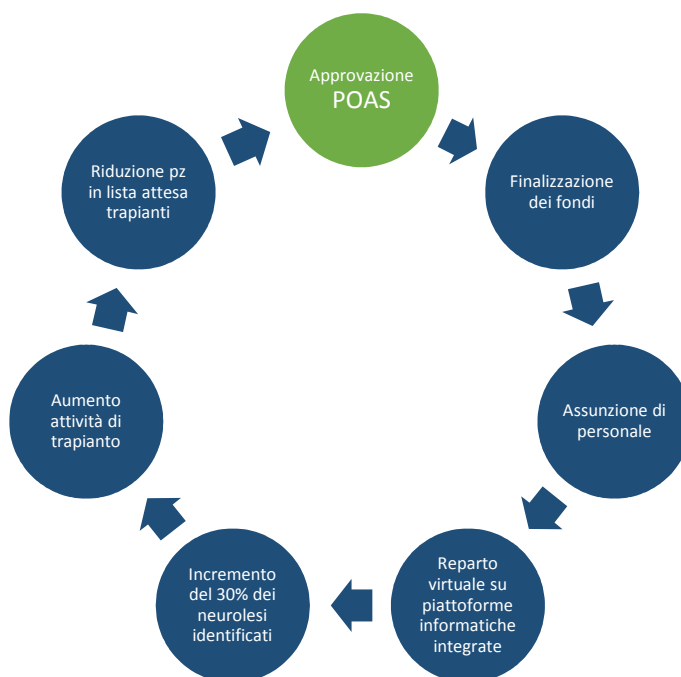 Approvazione
POAS
Finalizzazione
dei fondi
Assunzione di
personale
Reparto
virtuale su
piattoforme
informatiche
integrate
Incremento
del 30% dei
neurolesi
identificati
Aumento
attività di
trapianto
Riduzione pz
in lista attesa
trapianti